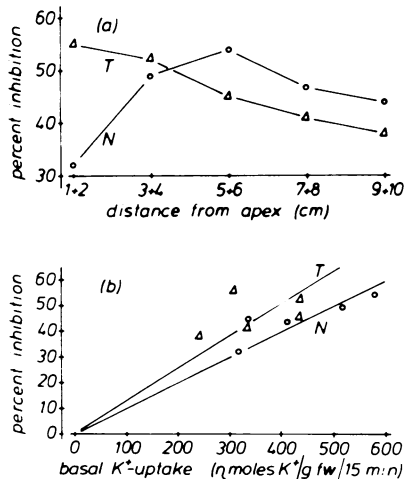 (a)
percent inhibition
60
50
40
30
T
N
1+2 3+4 5+6 7+8 9+10
distance from apex (cm)
(b)
percent inhibition
60
50
40
30
20
10
0
T
N
0 100 200 300 400 500 600
basal K⁺-uptake (ηmoles K⁺/g fw/15 min)